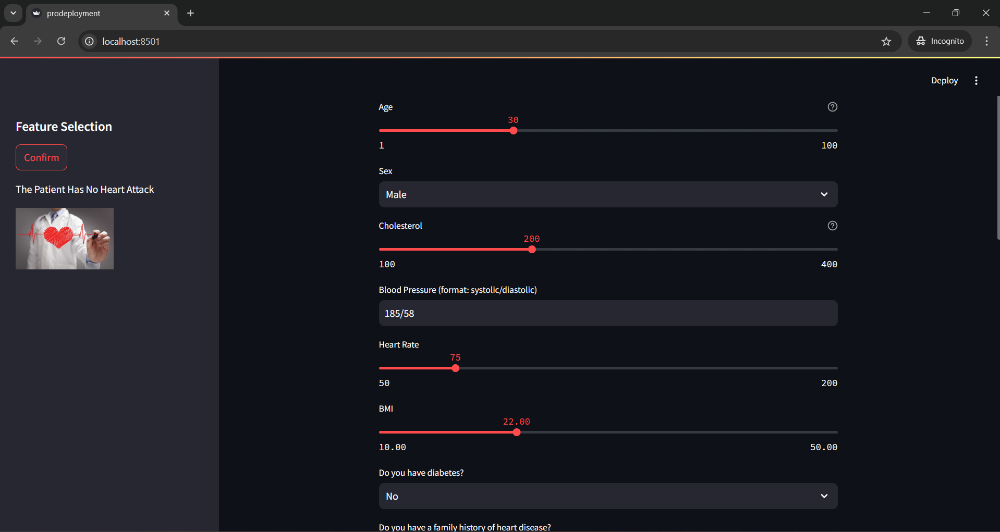 prodeployment
localhost:8501
Incognito
Deploy
Feature Selection
Confirm
The Patient Has No Heart Attack
Age
30
1 100
Sex
Male
Cholesterol
200
100 400
Blood Pressure (format: systolic/diastolic)
185/58
Heart Rate
75
50 200
BMI
22.00
10.00 50.00
Do you have diabetes?
No
Do you have a family history of heart disease?